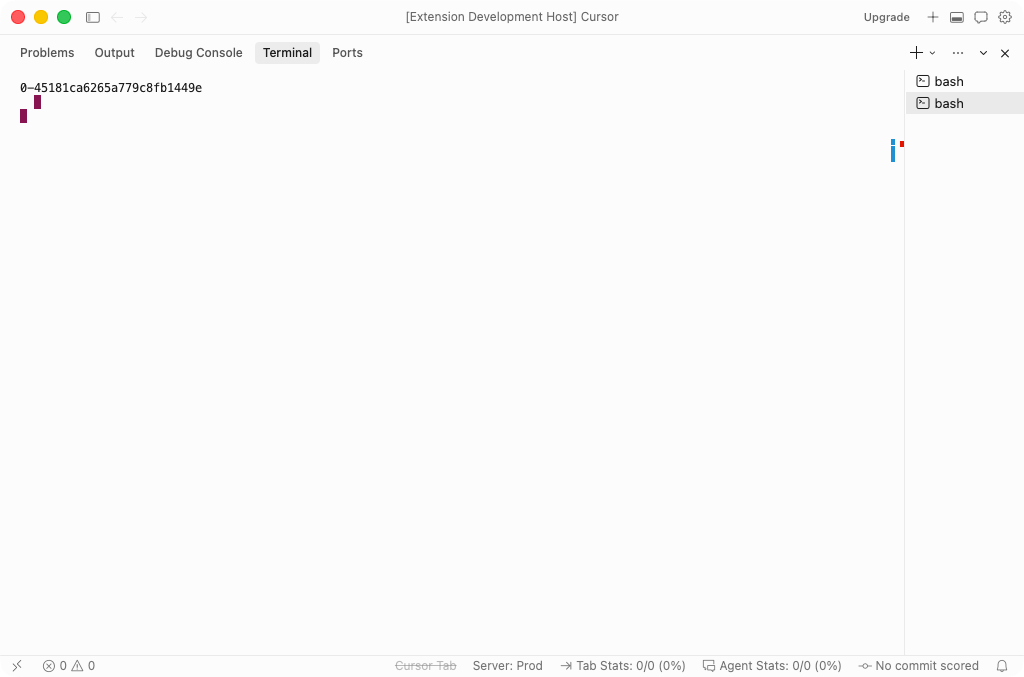 [Extension Development Host] Cursor
Upgrade
Problems Output Debug Console Terminal Ports
0-45181ca6265a779c8fb1449e
bash
bash
0 0 Cursor Tab Server: Prod Tab Stats: 0/0 (0%) Agent Stats: 0/0 (0%) No commit scored